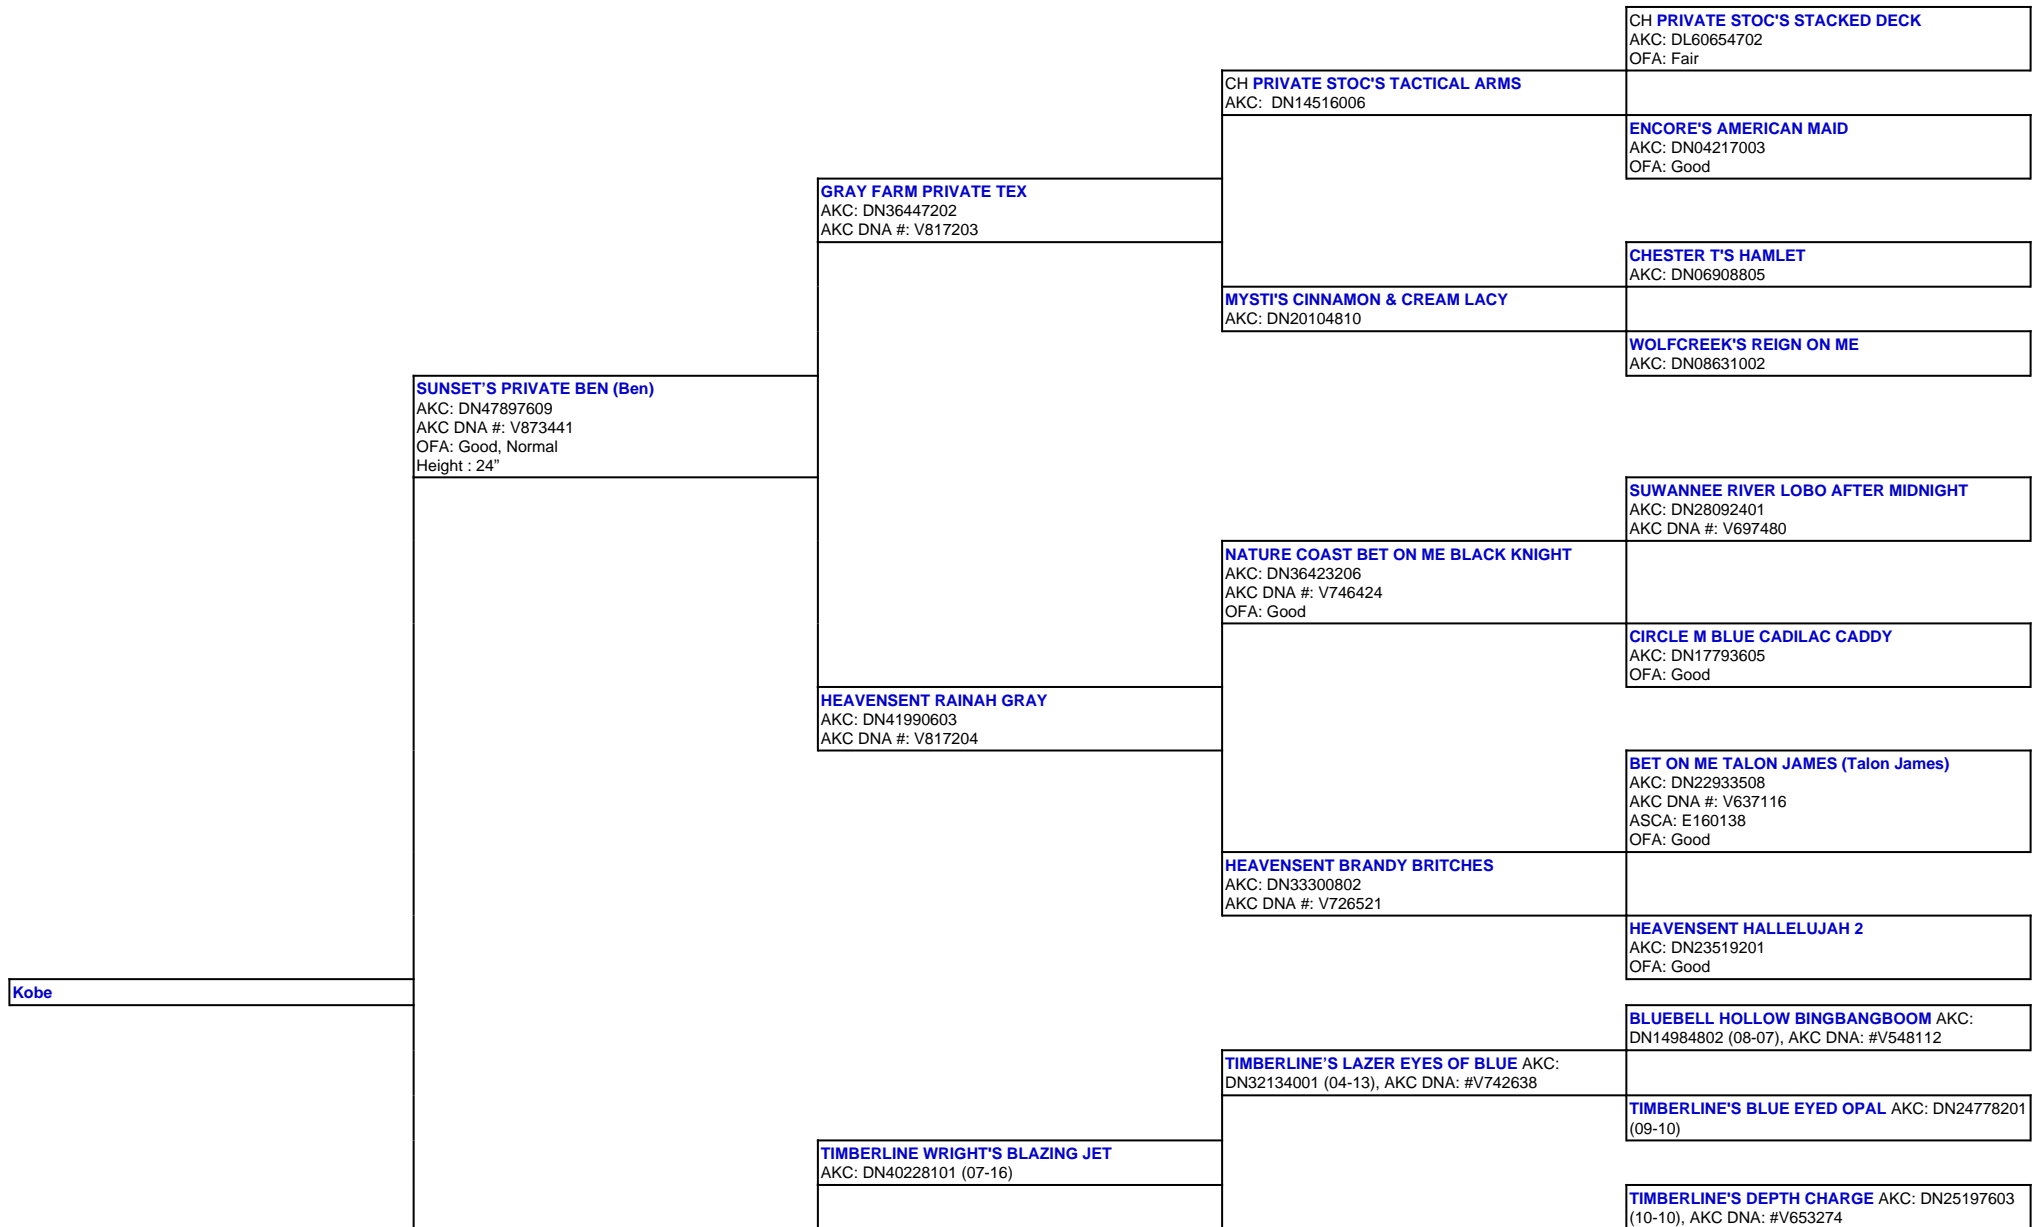 CH PRIVATE STOC'S STACKED DECK
AKC: DL60654702
OFA: Fair
CH PRIVATE STOC'S TACTICAL ARMS
AKC:  DN14516006
ENCORE'S AMERICAN MAID
AKC: DN04217003
OFA: Good
GRAY FARM PRIVATE TEX
AKC: DN36447202
AKC DNA #: V817203
CHESTER T'S HAMLET
AKC: DN06908805
MYSTI'S CINNAMON & CREAM LACY
AKC: DN20104810
WOLFCREEK'S REIGN ON ME
AKC: DN08631002
SUNSET’S PRIVATE BEN (Ben)
AKC: DN47897609
AKC DNA #: V873441
OFA: Good, Normal
Height : 24”
SUWANNEE RIVER LOBO AFTER MIDNIGHT
AKC: DN28092401
AKC DNA #: V697480
NATURE COAST BET ON ME BLACK KNIGHT
AKC: DN36423206
AKC DNA #: V746424
OFA: Good
CIRCLE M BLUE CADILAC CADDY
AKC: DN17793605
OFA: Good
HEAVENSENT RAINAH GRAY
AKC: DN41990603
AKC DNA #: V817204
BET ON ME TALON JAMES (Talon James)
AKC: DN22933508
AKC DNA #: V637116
ASCA: E160138
OFA: Good
HEAVENSENT BRANDY BRITCHES
AKC: DN33300802
AKC DNA #: V726521
HEAVENSENT HALLELUJAH 2
AKC: DN23519201
OFA: Good
Kobe
BLUEBELL HOLLOW BINGBANGBOOM AKC:
DN14984802 (08-07), AKC DNA: #V548112
TIMBERLINE’S LAZER EYES OF BLUE AKC:
DN32134001 (04-13), AKC DNA: #V742638
TIMBERLINE'S BLUE EYED OPAL AKC: DN24778201
(09-10)
TIMBERLINE WRIGHT'S BLAZING JET
AKC: DN40228101 (07-16)
TIMBERLINE'S DEPTH CHARGE AKC: DN25197603
(10-10), AKC DNA: #V653274